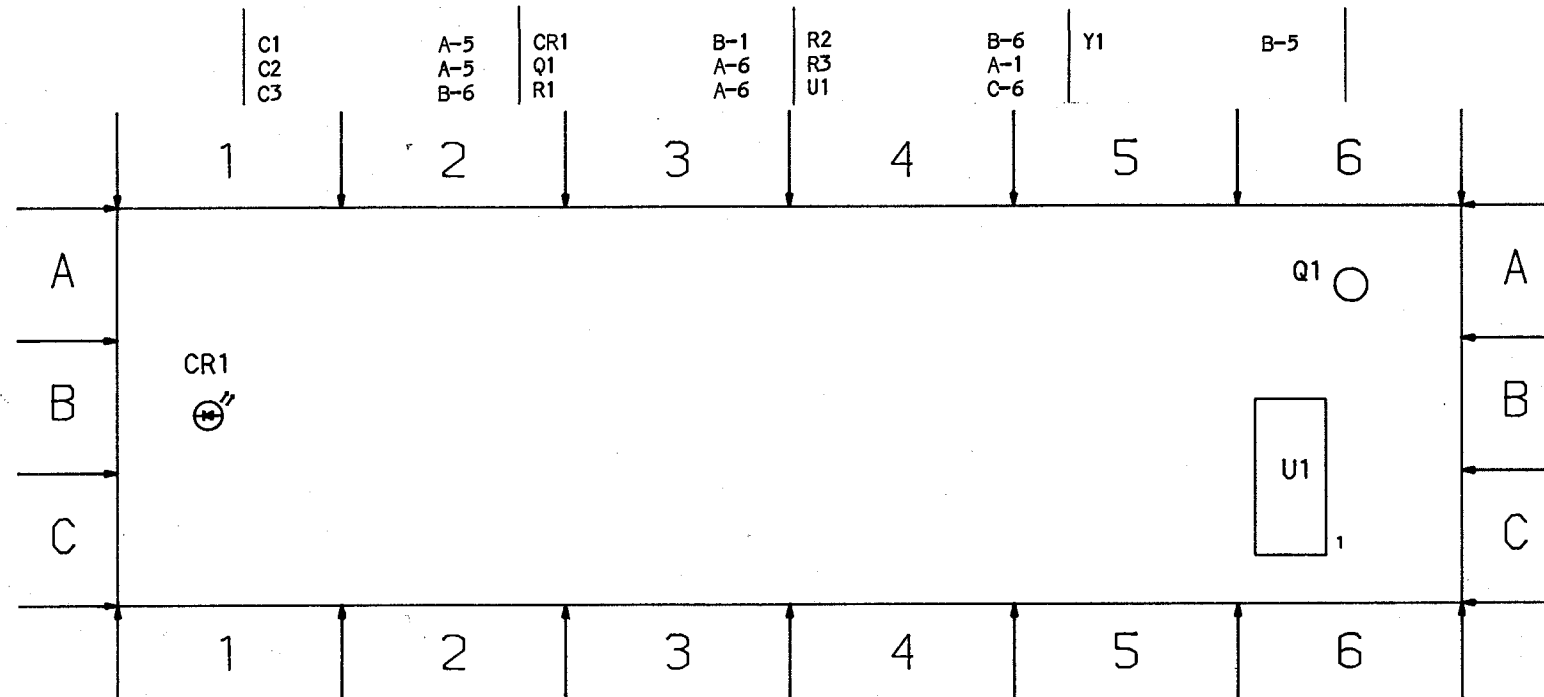 C1 A-5 CR1 B-1 R2 B-6 Y1 B-5
C2 A-5 Q1 A-6 R3 A-1
C3 B-6 R1 A-6 U1 C-6
1 2 3 4 5 6
A Q1 A
CR1
B B
U1
C 1 C
1 2 3 4 5 6